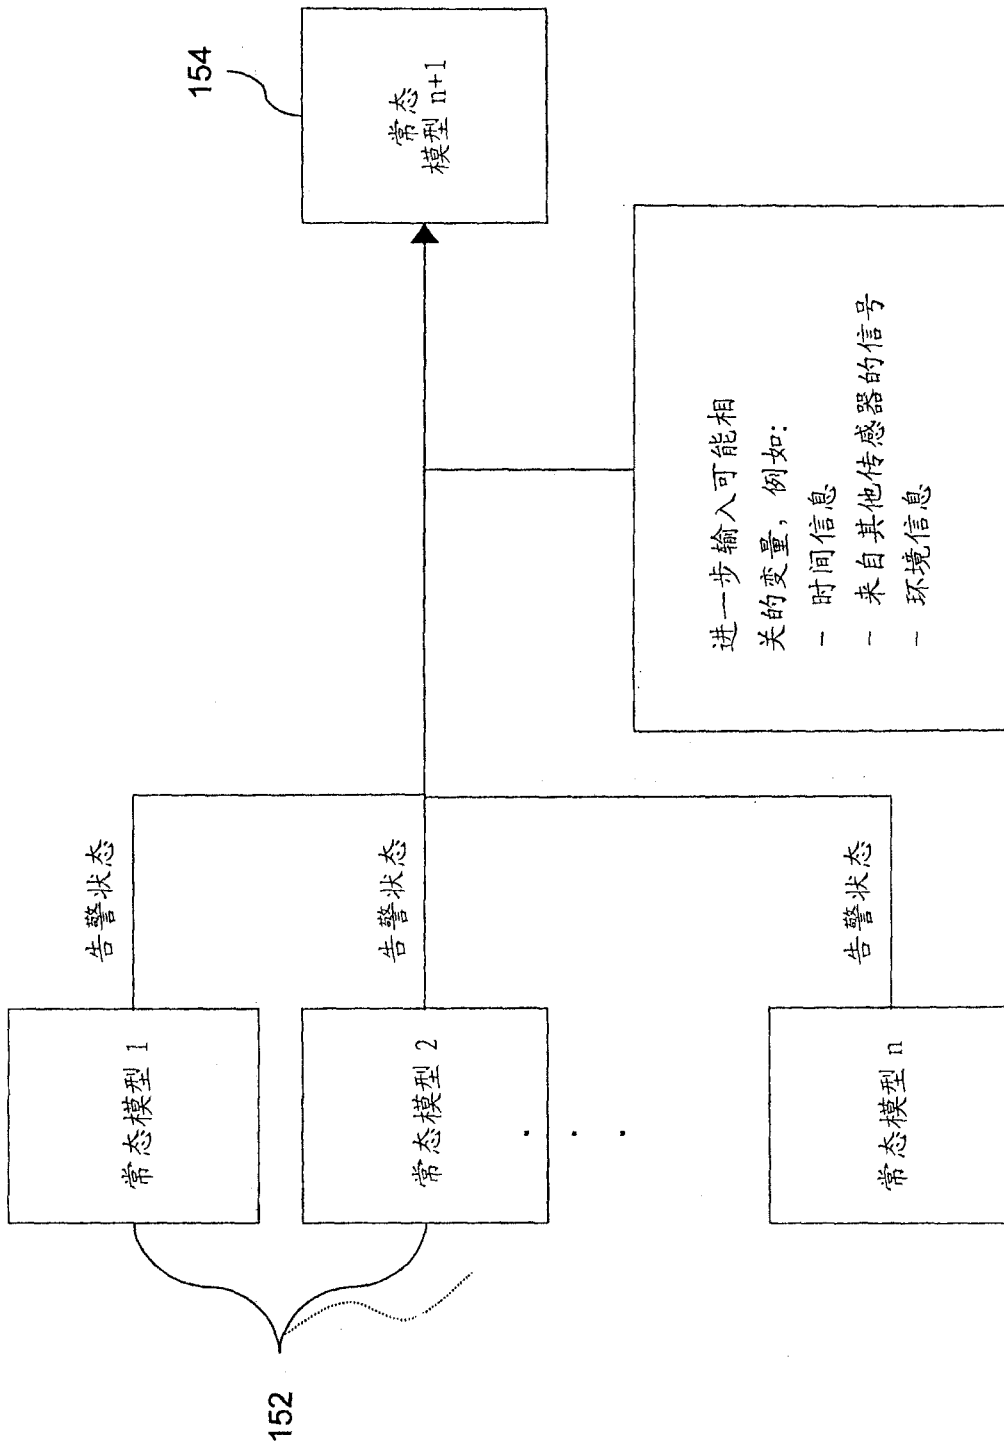 152
常态模型 1
告警状态
常态模型 2
告警状态
常态模型 n
告警状态
进一步输入可能相
关的变量，例如：
- 时间信息
- 来自其他传感器的信号
- 环境信息
154
常态
模型 n+1